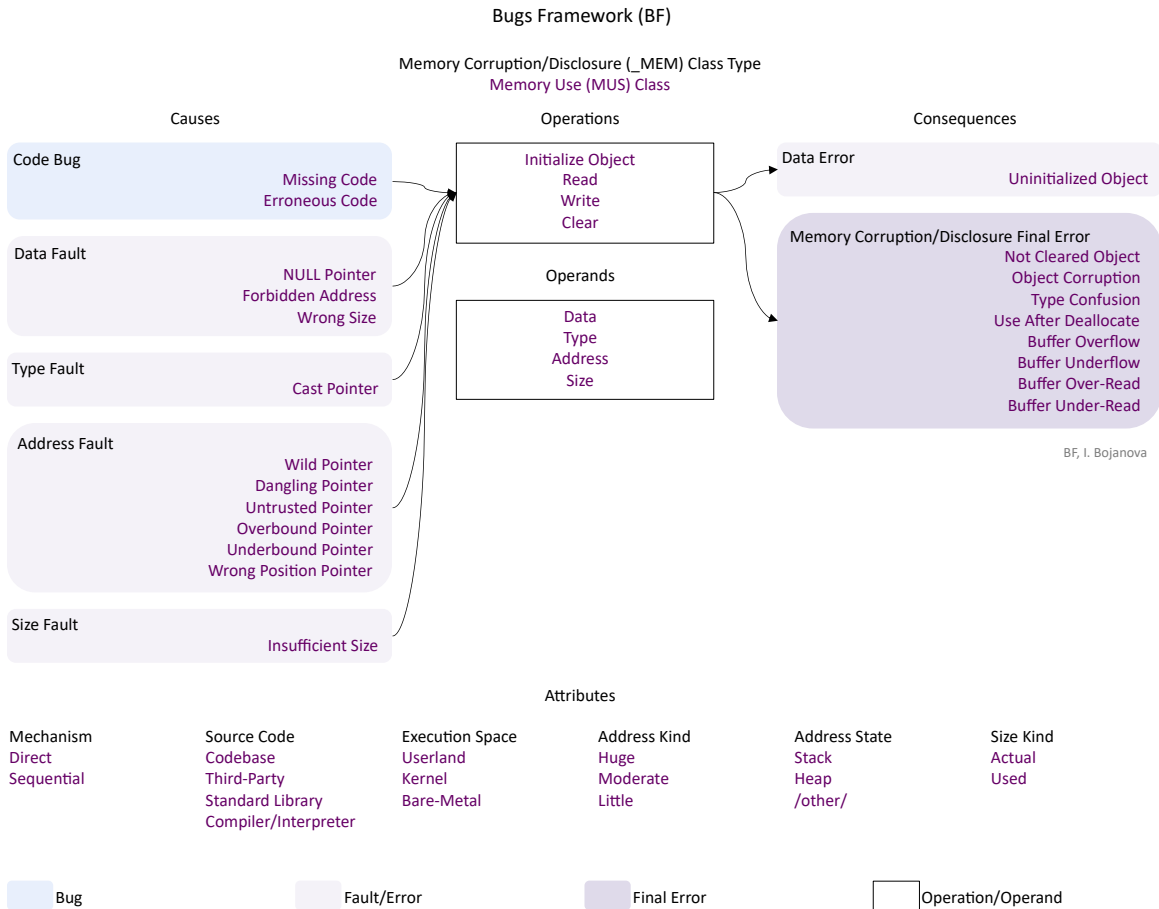 Bugs Framework (BF)
Memory Corruption/Disclosure (_MEM) Class Type
Memory Use (MUS) Class
Causes
Code Bug
Missing Code
Erroneous Code
Data Fault
NULL Pointer
Forbidden Address
Wrong Size
Type Fault
Cast Pointer
Address Fault
Wild Pointer
Dangling Pointer
Untrusted Pointer
Overbound Pointer
Underbound Pointer
Wrong Position Pointer
Size Fault
Insufficient Size
Operations
Initialize Object
Read
Write
Clear
Operands
Data
Type
Address
Size
Consequences
Data Error
Uninitialized Object
Memory Corruption/Disclosure Final Error
Not Cleared Object
Object Corruption
Type Confusion
Use After Deallocate
Buffer Overflow
Buffer Underflow
Buffer Over-Read
Buffer Under-Read
BF, I. Bojanova
Attributes
Mechanism
Direct
Sequential
Source Code
Codebase
Third-Party
Standard Library
Compiler/Interpreter
Execution Space
Userland
Kernel
Bare-Metal
Address Kind
Huge
Moderate
Little
Address State
Stack
Heap
/other/
Size Kind
Actual
Used
Bug
Fault/Error
Final Error
Operation/Operand